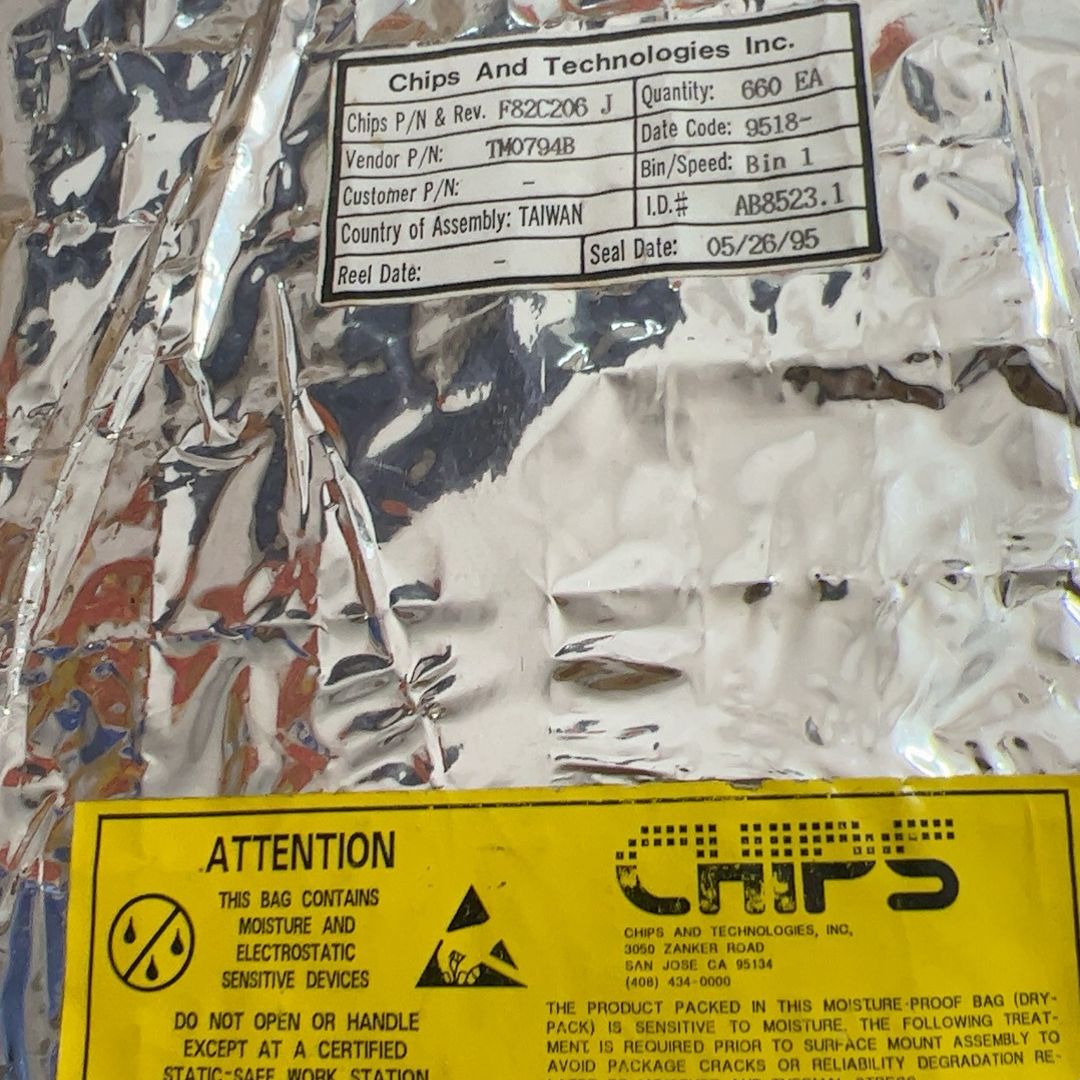 Chips And Technologies Inc.
Chips P/N & Rev. F82C206 J
Quantity: 660 EA
Vendor P/N: TM0794B
Date Code: 9518-
Customer P/N: -
Bin/Speed: Bin 1
Country of Assembly: TAIWAN
I.D.# AB8523.1
Reel Date: -
Seal Date: 05/26/95
ATTENTION
THIS BAG CONTAINS
MOISTURE AND
ELECTROSTATIC
SENSITIVE DEVICES
DO NOT OPEN OR HANDLE
EXCEPT AT A CERTIFIED
STATIC-SAFE WORK STATION
CHIPS
CHIPS AND TECHNOLOGIES, INC,
3050 ZANKER ROAD
SAN JOSE CA 95134
(408) 434-0000
THE PRODUCT PACKED IN THIS MOISTURE-PROOF BAG (DRY-
PACK) IS SENSITIVE TO MOISTURE. THE FOLLOWING TREAT-
MENT IS REQUIRED PRIOR TO SURFACE MOUNT ASSEMBLY TO
AVOID PACKAGE CRACKS OR RELIABILITY DEGRADATION RE-